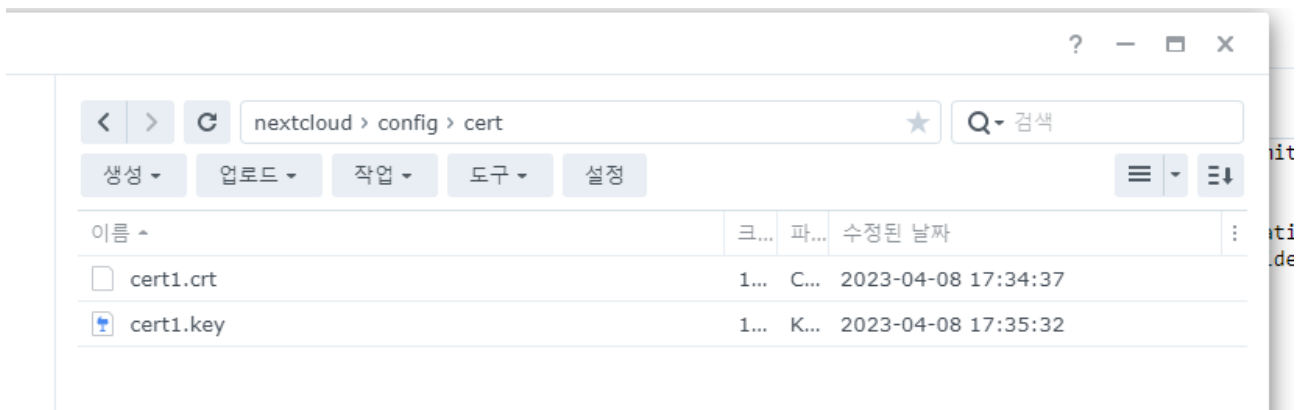 ?
nextcloud > config > cert
검색
생성
업로드
작업
도구
설정
이름 크... 파... 수정된 날짜
cert1.crt 1... C... 2023-04-08 17:34:37
cert1.key 1... K... 2023-04-08 17:35:32